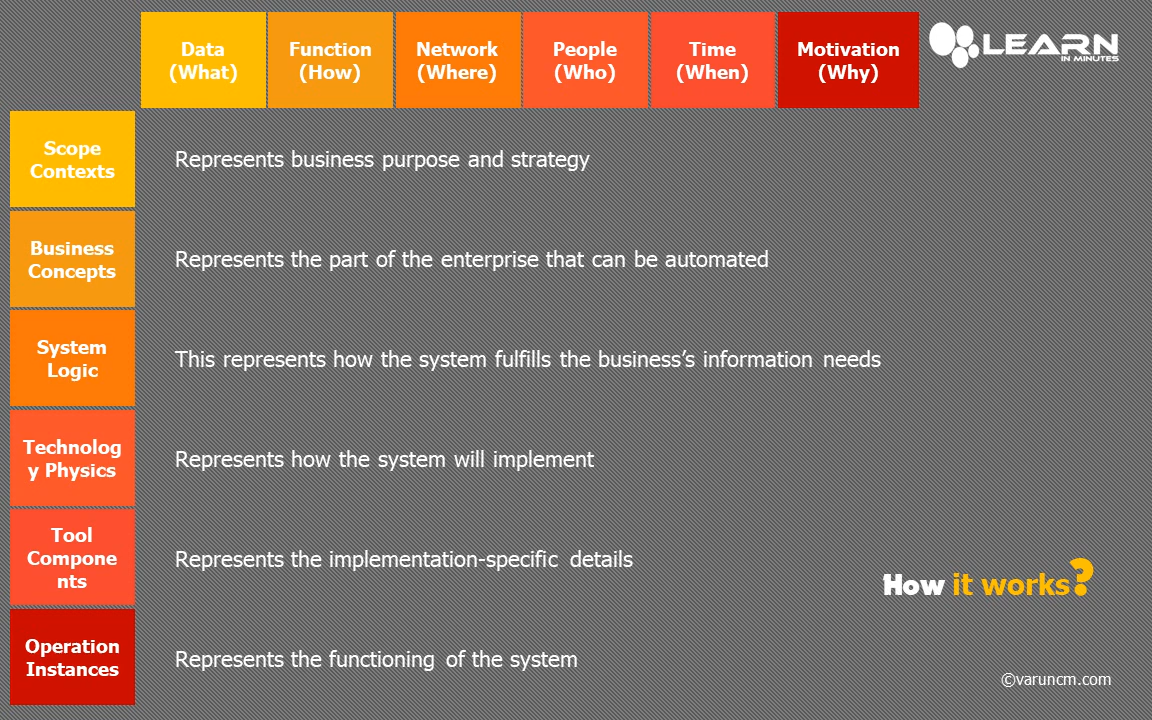 Data
(What)
Function
(How)
Network
(Where)
People
(Who)
Time
(When)
Motivation
(Why)
LEARN
IN MINUTES
Scope
Contexts
Represents business purpose and strategy
Business
Concepts
Represents the part of the enterprise that can be automated
System
Logic
This represents how the system fulfills the business’s information needs
Technolog
y Physics
Represents how the system will implement
Tool
Compone
nts
Represents the implementation-specific details
How it works?
Operation
Instances
Represents the functioning of the system
©varuncm.com